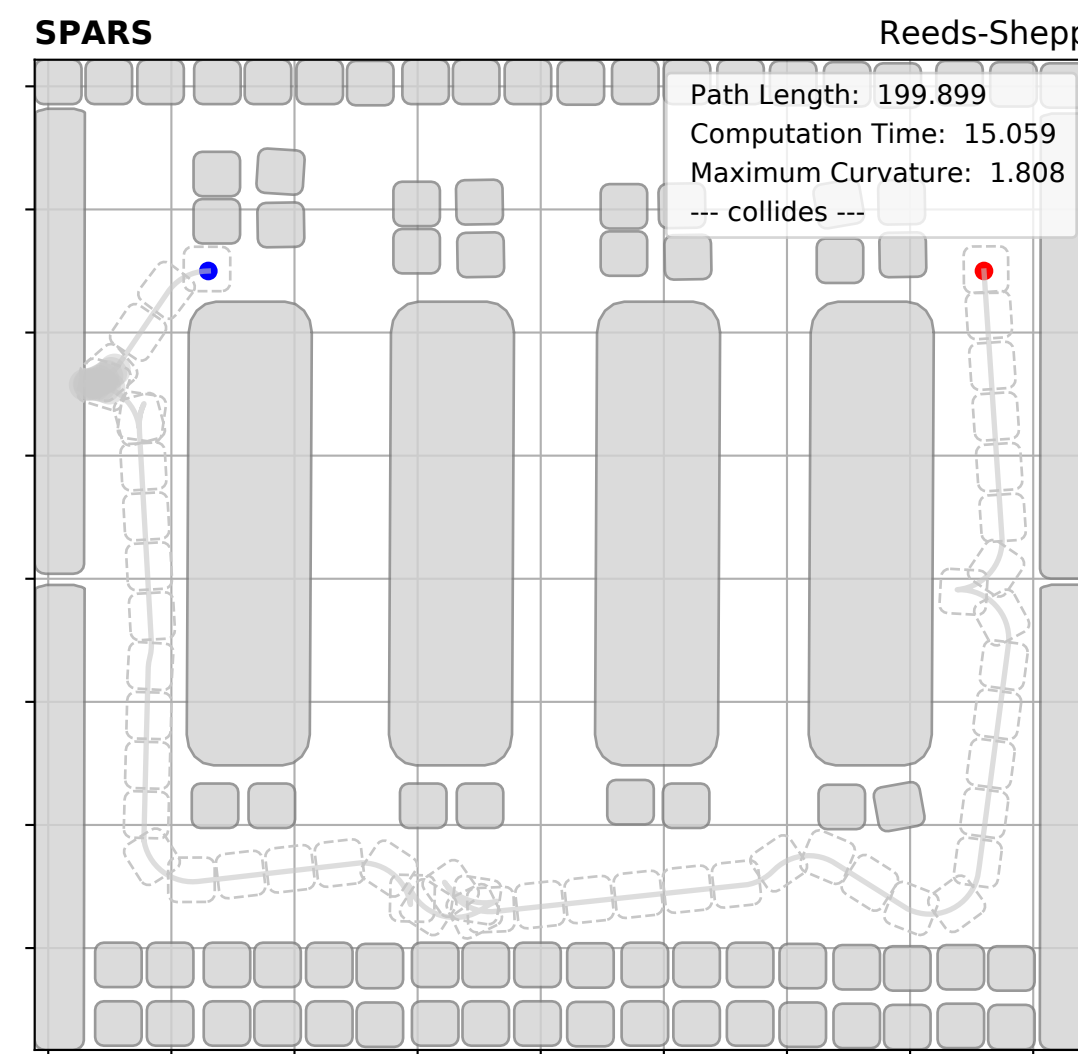 SPARS
Reeds-Shepp
Path Length: 199.899
Computation Time: 15.059
Maximum Curvature: 1.808
--- collides ---